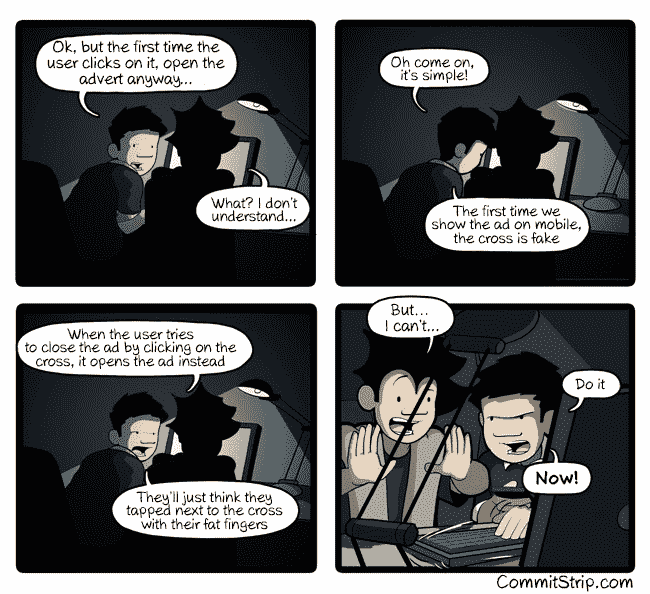 Ok, but the first time the
user clicks on it, open the
advert anyway...
What? I don't
understand...
Oh come on,
it's simple!
The first time we
show the ad on mobile,
the cross is fake
When the user tries
to close the ad by clicking on the
cross, it opens the ad instead
They'll just think they
tapped next to the cross
with their fat fingers
But...
I can't...
Do it
Now!
CommitStrip.com